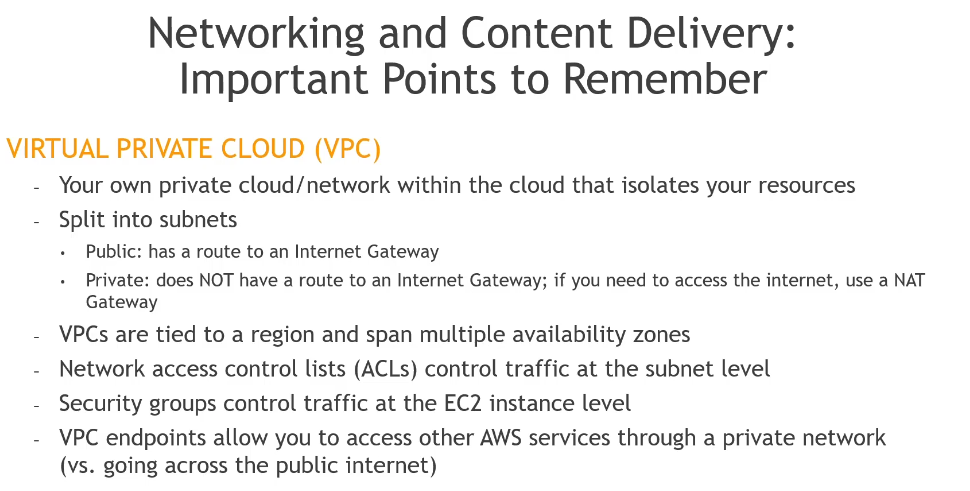 Networking and Content Delivery:
Important Points to Remember
VIRTUAL PRIVATE CLOUD (VPC)
- Your own private cloud/network within the cloud that isolates your resources
- Split into subnets
• Public: has a route to an Internet Gateway
• Private: does NOT have a route to an Internet Gateway; if you need to access the internet, use a NAT
Gateway
- VPCs are tied to a region and span multiple availability zones
- Network access control lists (ACLs) control traffic at the subnet level
- Security groups control traffic at the EC2 instance level
- VPC endpoints allow you to access other AWS services through a private network
(vs. going across the public internet)